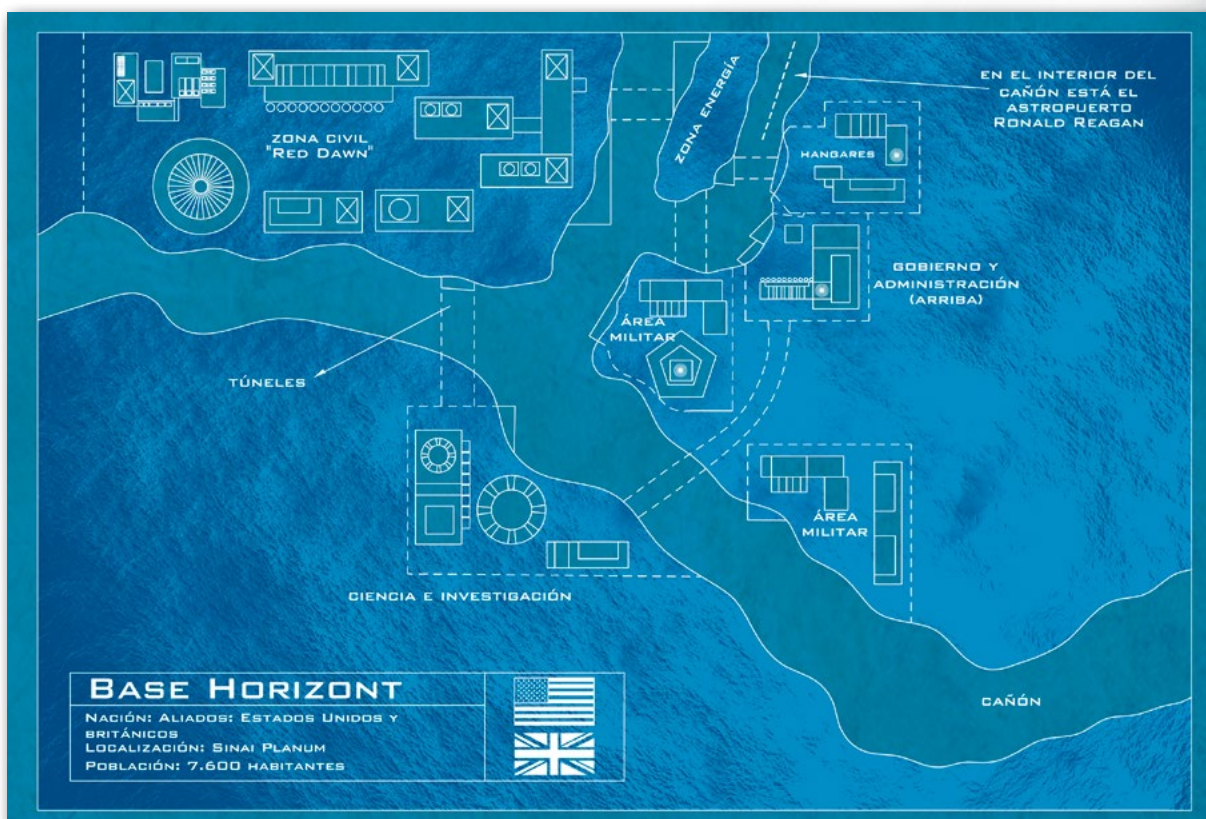 EN EL INTERIOR DEL
CAÑÓN ESTÁ EL
ASTROPUERTO
RONALD REAGAN
ZONA ENERGÍA
ZONA CIVIL
"RED DAWN"
HANGARES
GOBIERNO Y
ADMINISTRACIÓN
(ARRIBA)
ÁREA
MILITAR
TÚNELES
ÁREA
MILITAR
CIENCIA E INVESTIGACIÓN
CAÑÓN
BASE HORIZONT
NACIÓN: ALIADOS: ESTADOS UNIDOS Y
BRITÁNICOS
LOCALIZACIÓN: SINAI PLANUM
POBLACIÓN: 7.600 HABITANTES